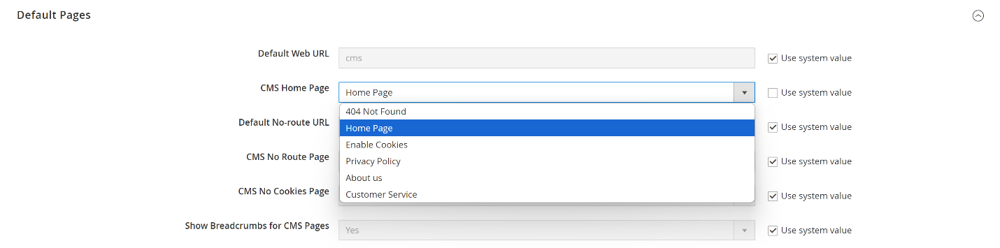 Default Pages
Default Web URL cms Use system value
CMS Home Page Home Page Use system value
404 Not Found
Default No-route URL Home Page Use system value
Enable Cookies
CMS No Route Page Privacy Policy Use system value
About us
CMS No Cookies Page Customer Service Use system value
Show Breadcrumbs for CMS Pages Yes Use system value